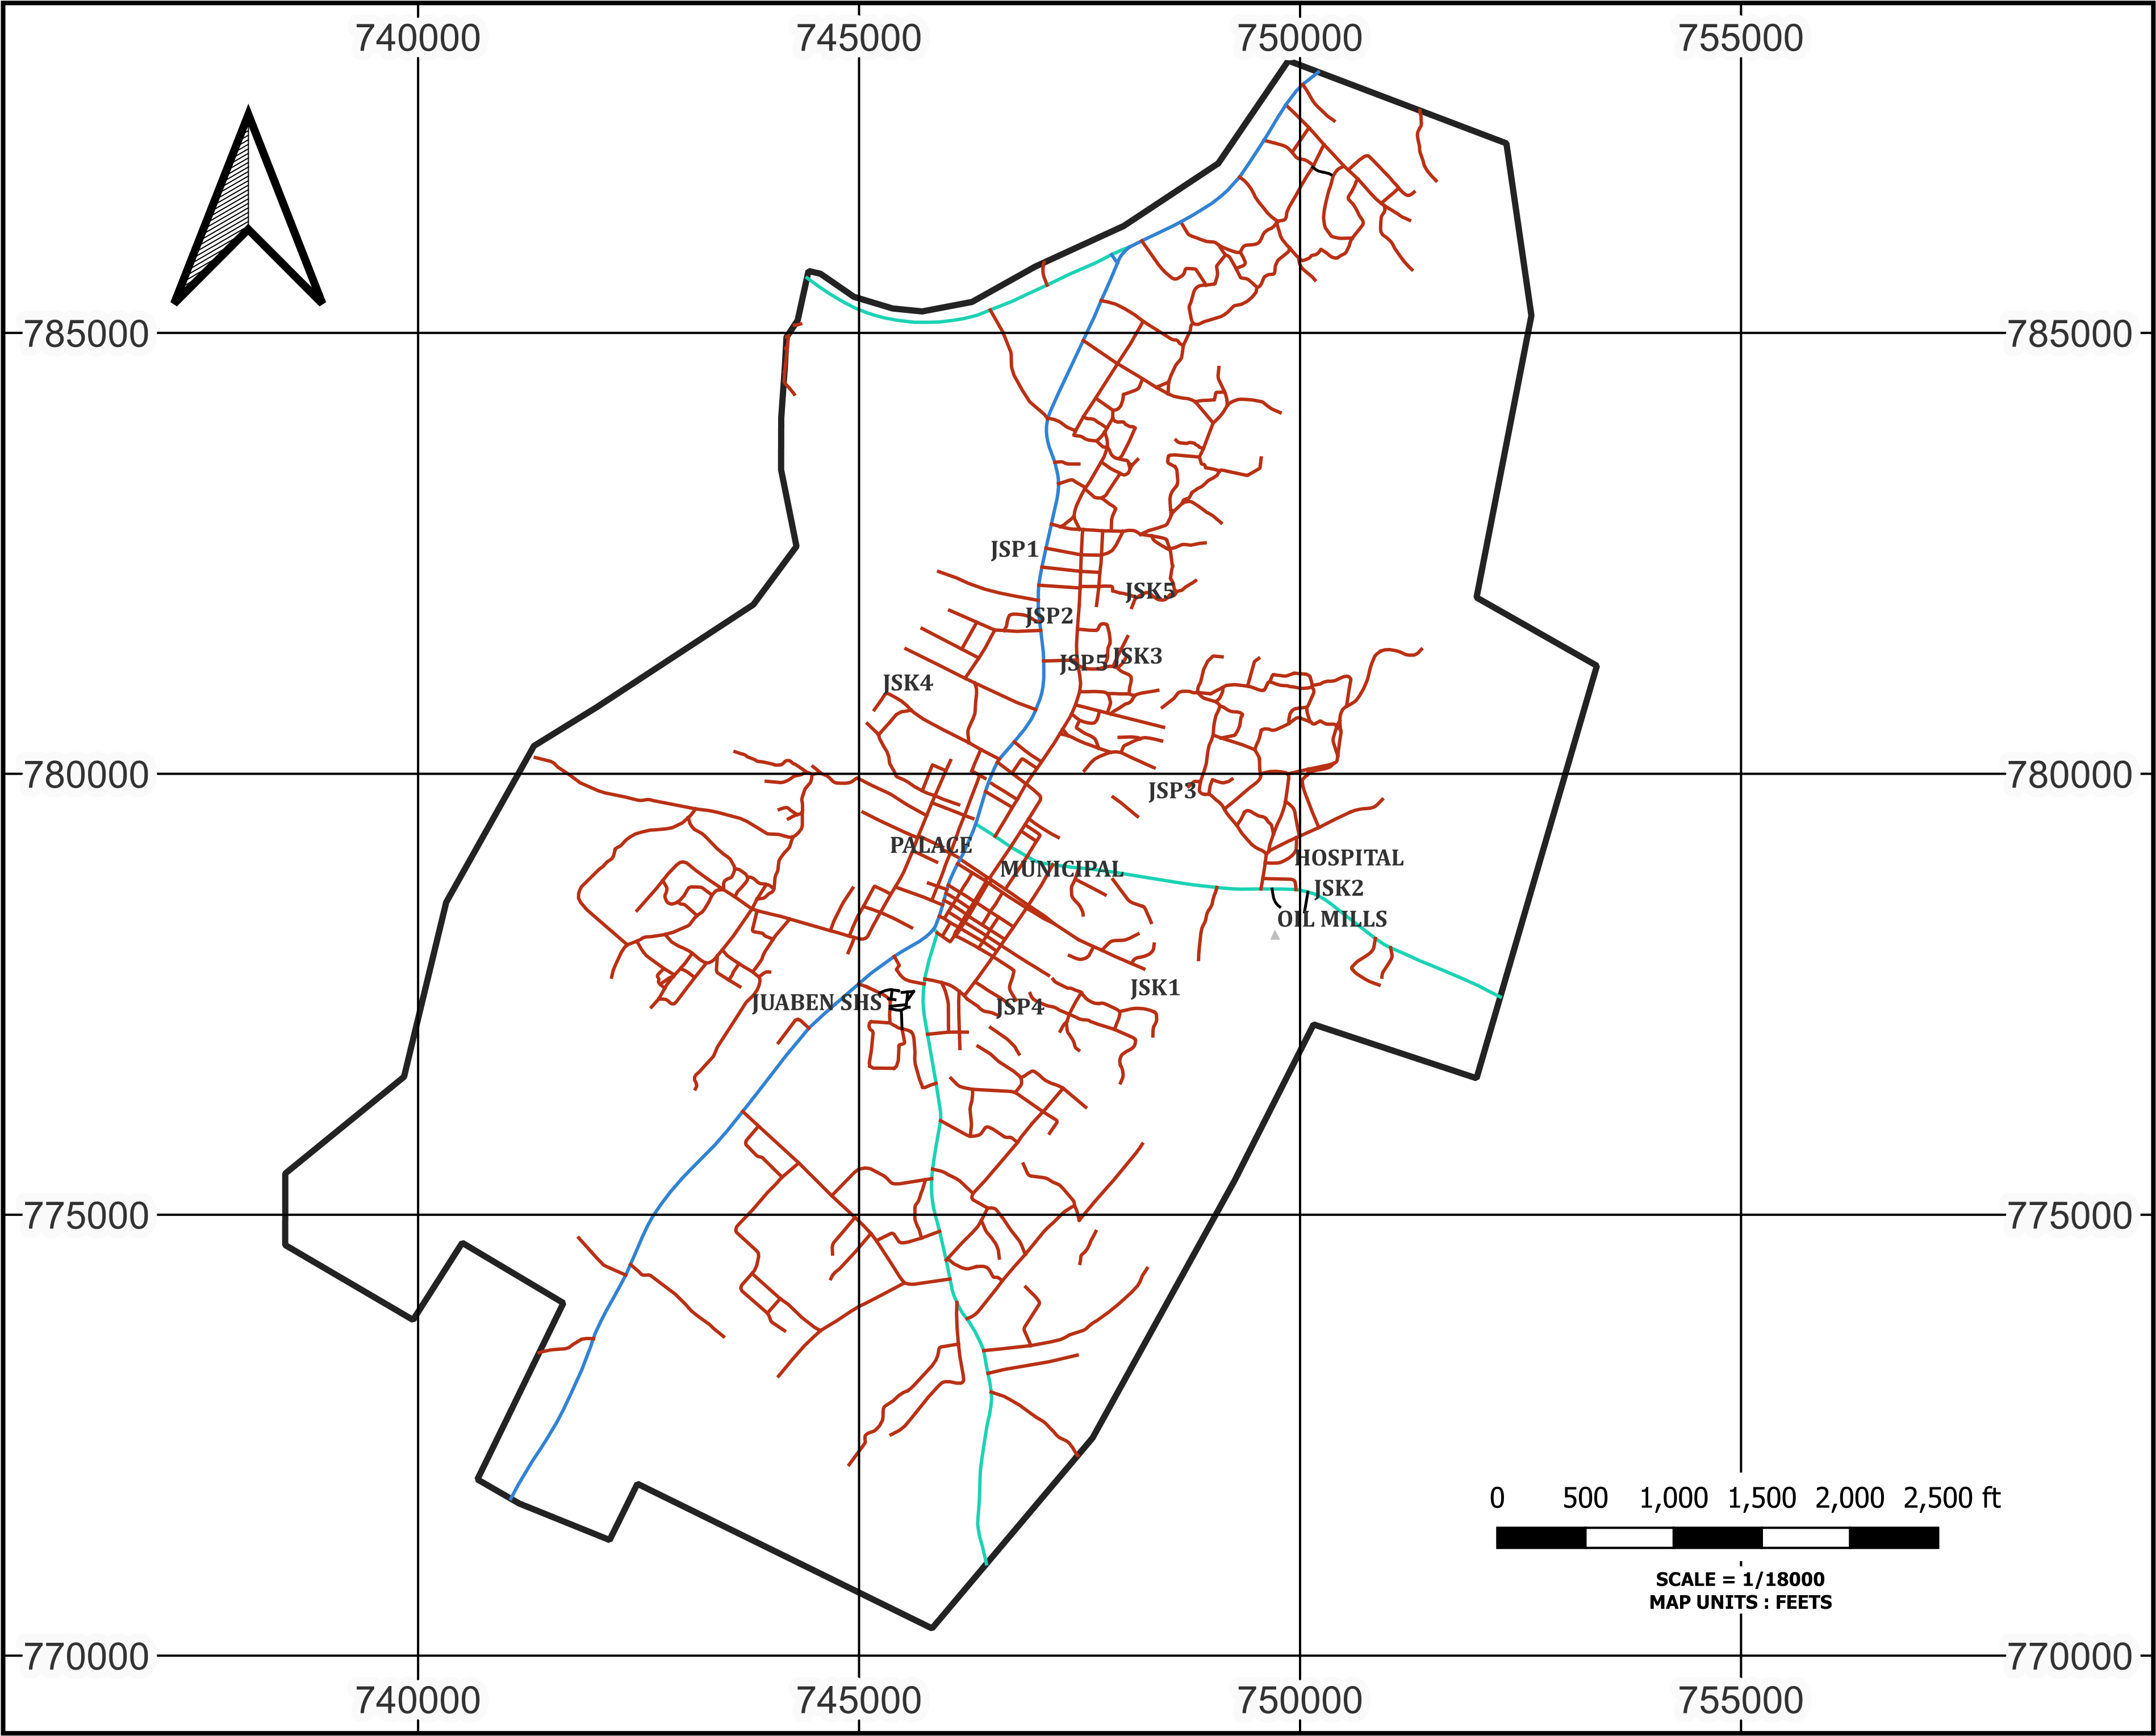 740000 745000 750000 755000
785000 785000
JSP1
JSK5
JSP2
JSP5 JSK3
JSK4
780000 780000
JSP3
PALACE
HOSPITAL
MUNICIPAL
JSK2
OIL MILLS
JSK1
JUABEN SHS
JSP4
775000 775000
0 500 1,000 1,500 2,000 2,500 ft
SCALE = 1/18000
MAP UNITS : FEETS
770000 770000
740000 745000 750000 755000